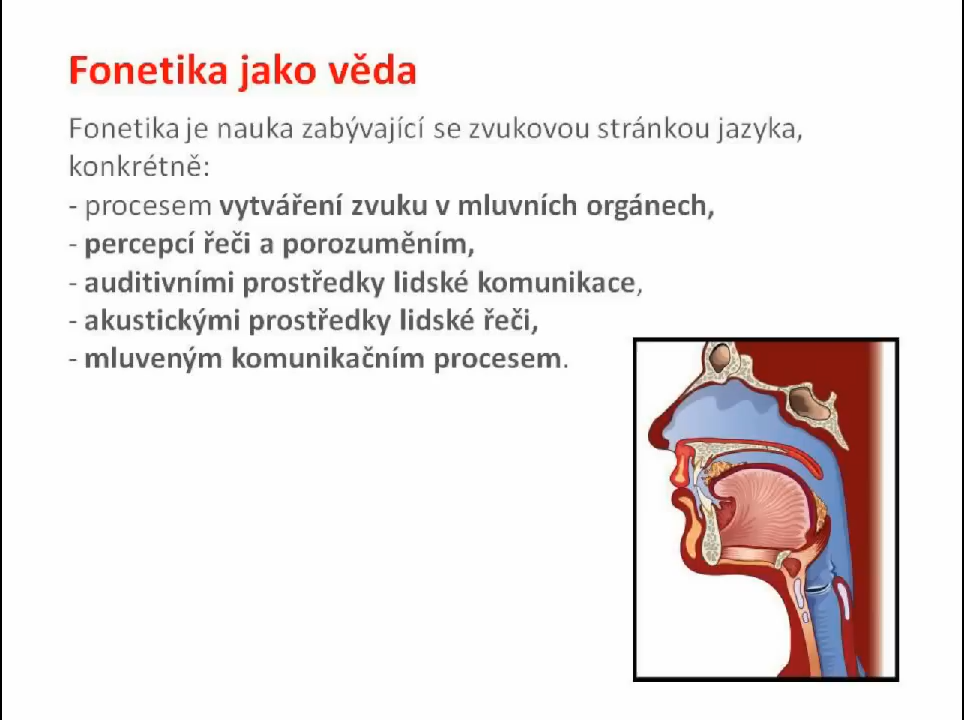 Fonetika jako věda
Fonetika je nauka zabývající se zvukovou stránkou jazyka,
konkrétně:
- procesem vytváření zvuku v mluvních orgánech,
- percepcí řeči a porozuměním,
- auditivními prostředky lidské komunikace,
- akustickými prostředky lidské řeči,
- mluveným komunikačním procesem.